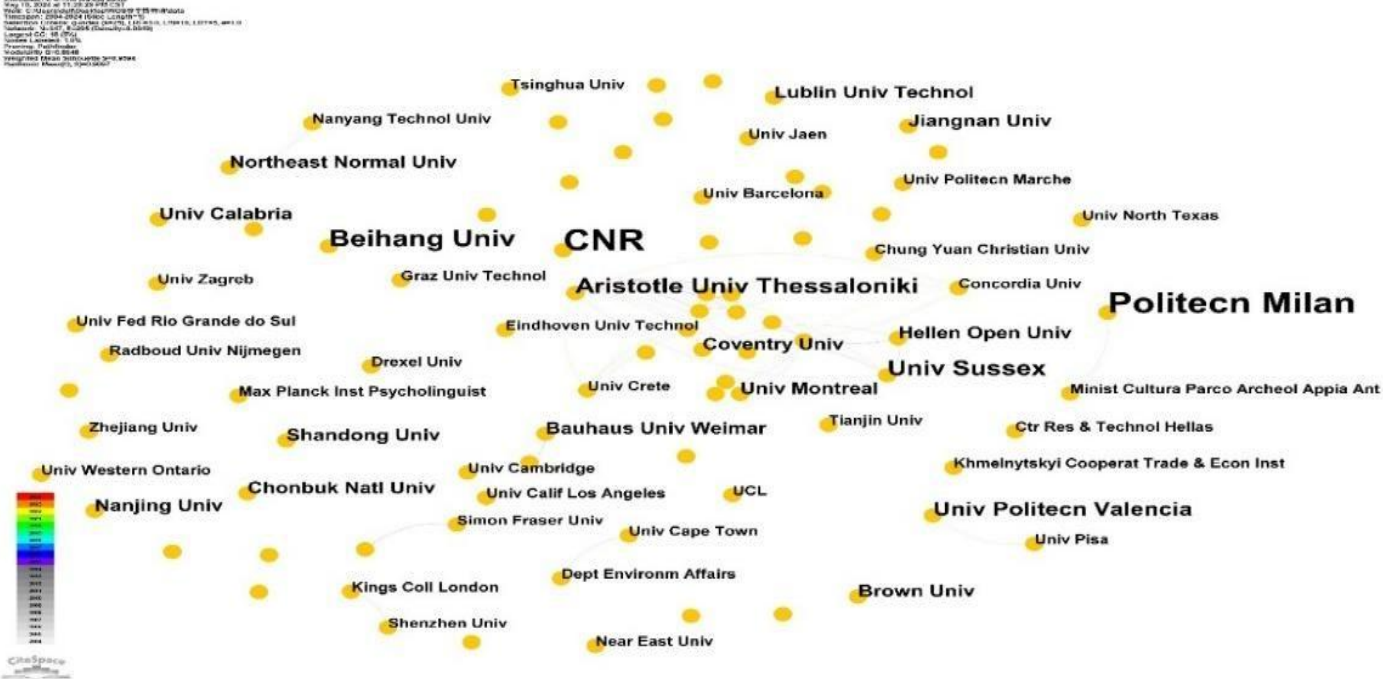 Tsinghua Univ
Lublin Univ Technol
Nanyang Technol Univ
Jiangnan Univ
Univ Jaen
Northeast Normal Univ
Univ Politecn Marche
Univ Barcelona
Univ Calabria
Univ North Texas
Beihang Univ
CNR
Chung Yuan Christian Univ
Univ Zagreb
Graz Univ Technol
Aristotle Univ Thessaloniki
Concordia Univ
Politecn Milan
Univ Fed Rio Grande do Sul
Eindhoven Univ Technol
Hellen Open Univ
Coventry Univ
Radboud Univ Nijmegen
Drexel Univ
Univ Sussex
Max Planck Inst Psycholinguist
Univ Crete
Univ Montreal
Minist Cultura Parco Archeol Appia Ant
Zhejiang Univ
Shandong Univ
Bauhaus Univ Weimar
Tianjin Univ
Ctr Res & Technol Hellas
Univ Western Ontario
Univ Cambridge
Khmelnytskyi Cooperat Trade & Econ Inst
Chonbuk Natl Univ
Univ Calif Los Angeles
UCL
Nanjing Univ
Simon Fraser Univ
Univ Cape Town
Univ Politecn Valencia
Univ Pisa
Dept Environm Affairs
Kings Coll London
Brown Univ
Shenzhen Univ
Near East Univ
CiteSpace